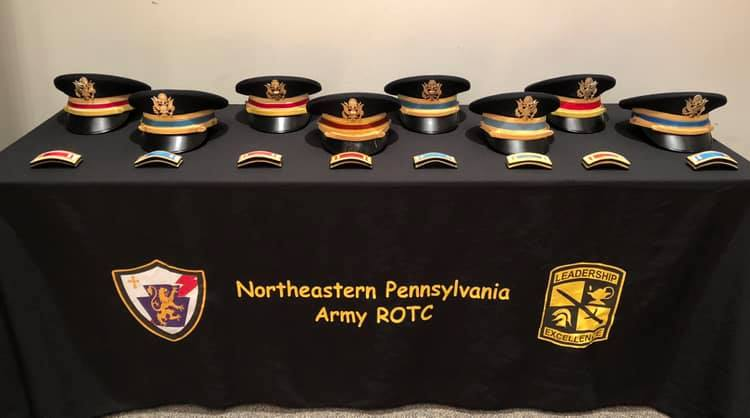 Northeastern Pennsylvania
Army ROTC
LEADERSHIP
EXCELLENCE